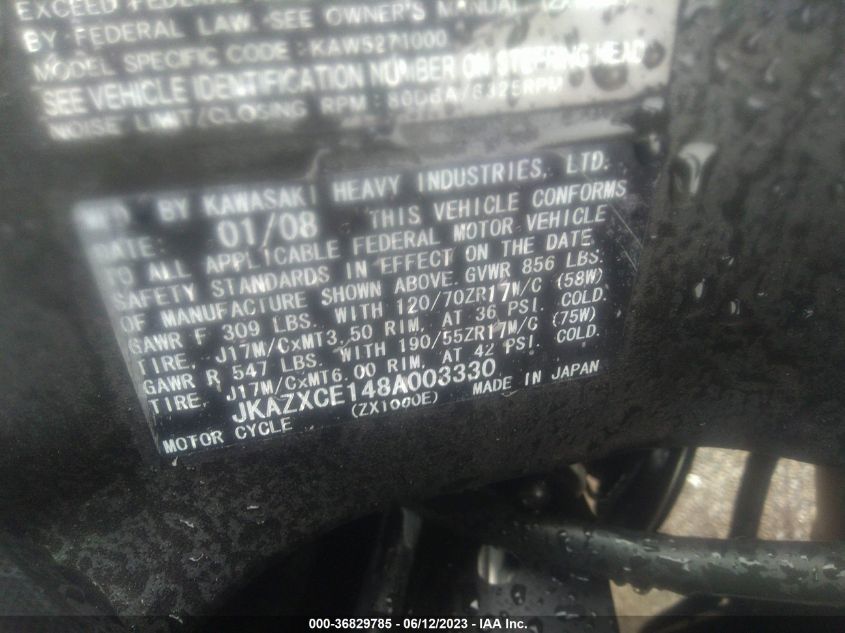 EXCEED FEDERAL
BY FEDERAL LAW. SEE OWNER'S MANUAL
MODEL SPECIFIC CODE : KAW5271000
SEE VEHICLE IDENTIFICATION NUMBER ON STEERING HEAD
NOISE LIMIT/CLOSING RPM :
BY KAWASAKI HEAVY INDUSTRIES, LTD.
DATE: 01/08 THIS VEHICLE CONFORMS
TO ALL APPLICABLE FEDERAL MOTOR VEHICLE
SAFETY STANDARDS IN EFFECT ON THE DATE
OF MANUFACTURE SHOWN ABOVE. GVWR 856 LBS.
GAWR F 309 LBS. WITH 120/70ZR17M/C (58W)
TIRE, J17M/CxMT3.50 RIM, AT 36 PSI. COLD.
GAWR R 547 LBS. WITH 190/55ZR17M/C (75W)
TIRE, J17M/CxMT6.00 RIM, AT 42 PSI. COLD.
JKAZXCE148A003330
MOTOR CYCLE (ZX1000E) MADE IN JAPAN
000-36829785 - 06/12/2023 - IAA Inc.